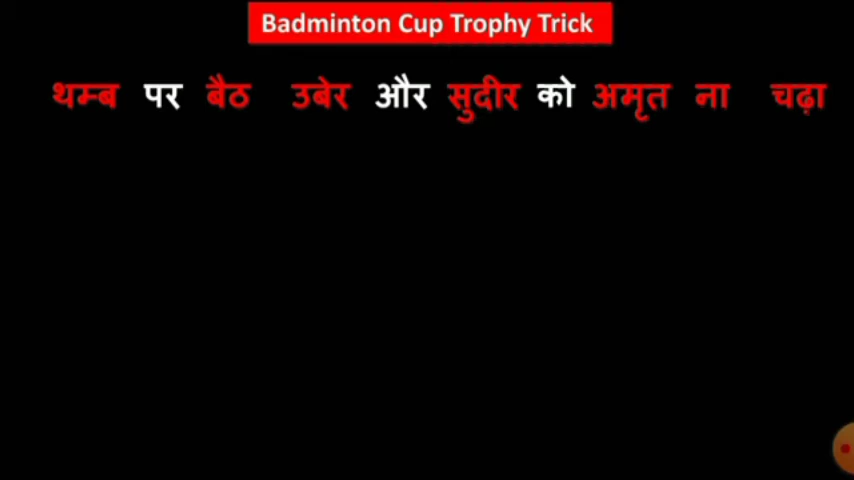 Badminton Cup Trophy Trick
थम्ब पर बैठ उबेर और सुदीर को अमृत ना चढ़ा